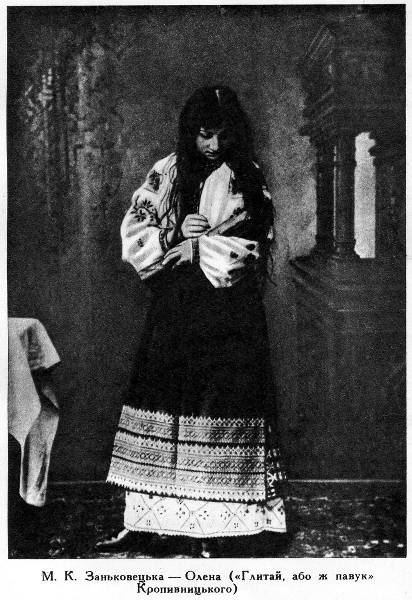 М. К. Заньковецька — Олена («Глитай, або ж павук»
Кропивницького)